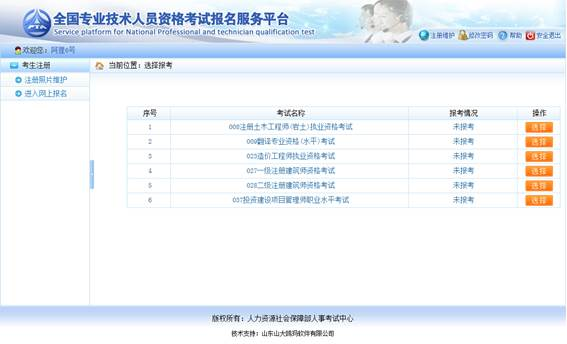 全国专业技术人员资格考试报名服务平台
Service platform for National Professional and technician qualification test
注册维护 修改密码 帮助 安全退出
欢迎您：阿狸6号
考生注册
当前位置：选择报考
注册照片维护
进入网上报名
序号 考试名称 报考情况 操作
1 008注册土木工程师(岩土)执业资格考试 未报考 选择
2 009翻译专业资格(水平)考试 未报考 选择
3 023造价工程师执业资格考试 未报考 选择
4 027一级注册建筑师资格考试 未报考 选择
5 028二级注册建筑师资格考试 未报考 选择
6 037投资建设项目管理师职业水平考试 未报考 选择
版权所有：人力资源社会保障部人事考试中心
技术支持：山东山大鸥玛软件有限公司